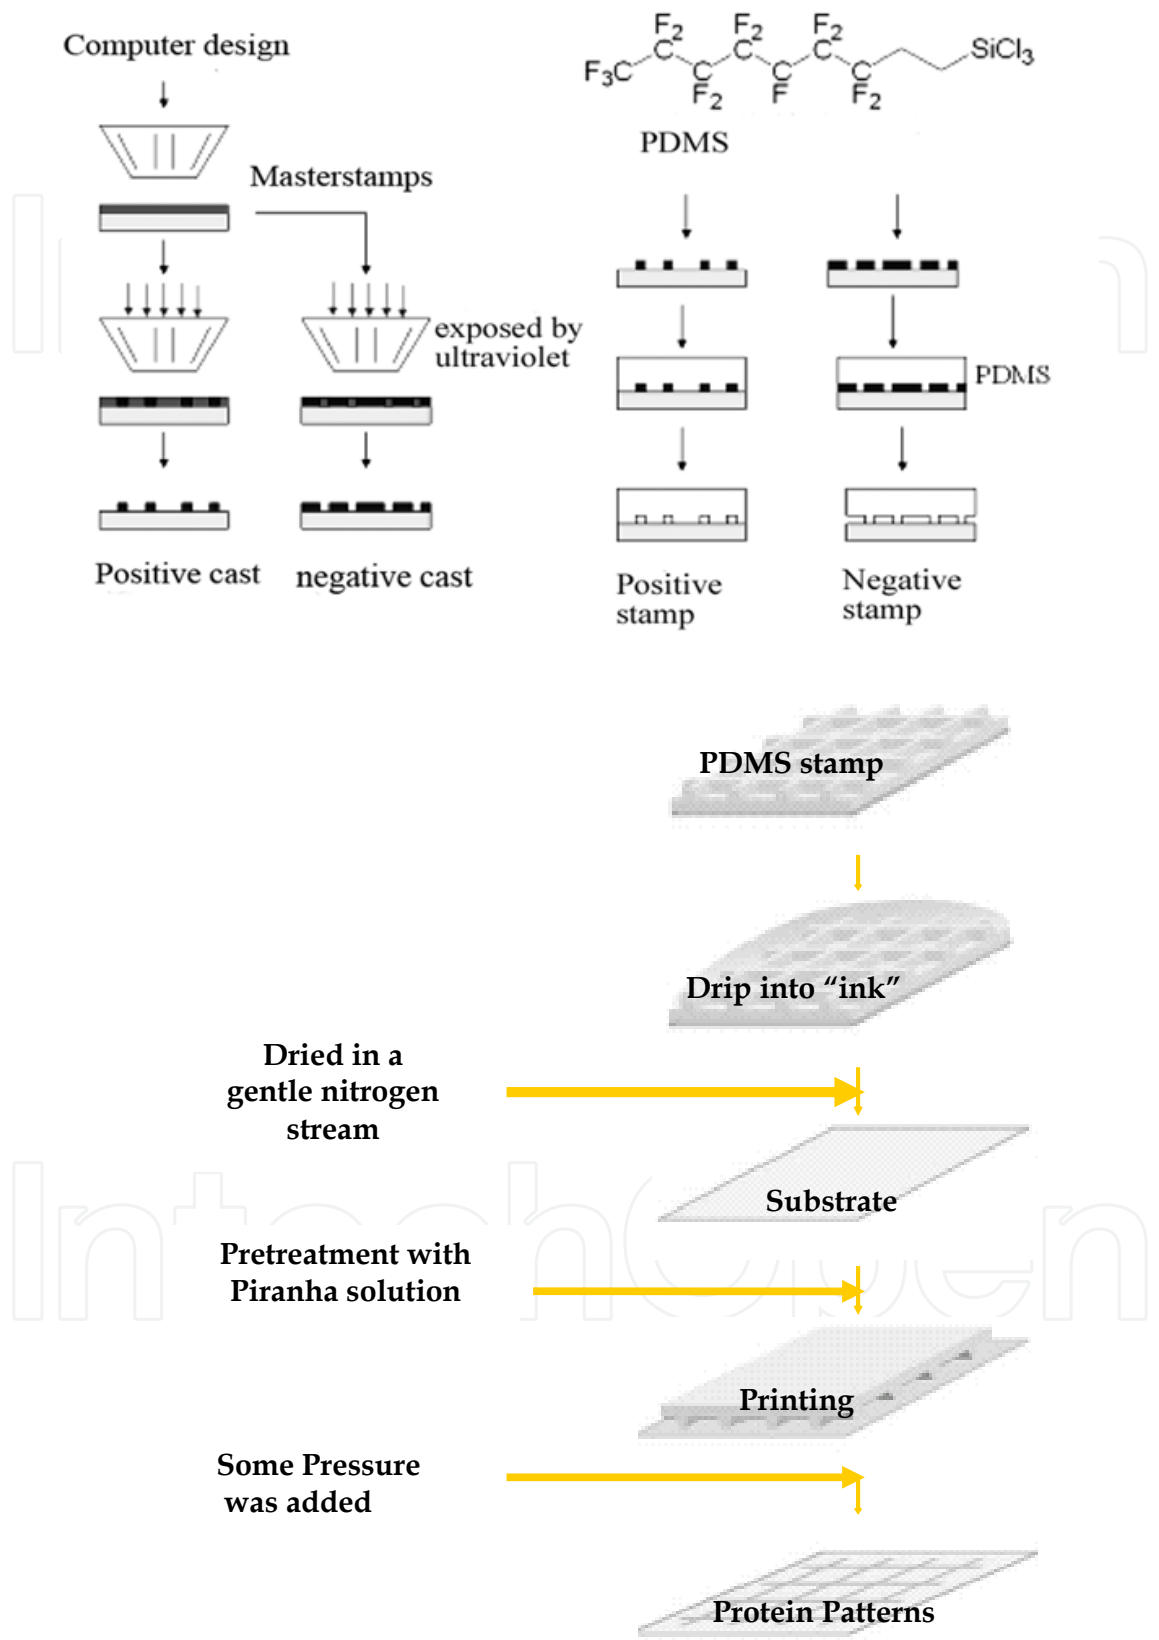 Computer design
Masterstamps
exposed by
ultraviolet
Positive cast
negative cast
F2 F2 F2
C C C SiCl3
F3C C C C
F2 F F2
PDMS
PDMS
Positive
stamp
Negative
stamp
PDMS stamp
Drip into “ink”
Dried in a
gentle nitrogen
stream
Substrate
Pretreatment with
Piranha solution
Printing
Some Pressure
was added
Protein Patterns
IntechOpen